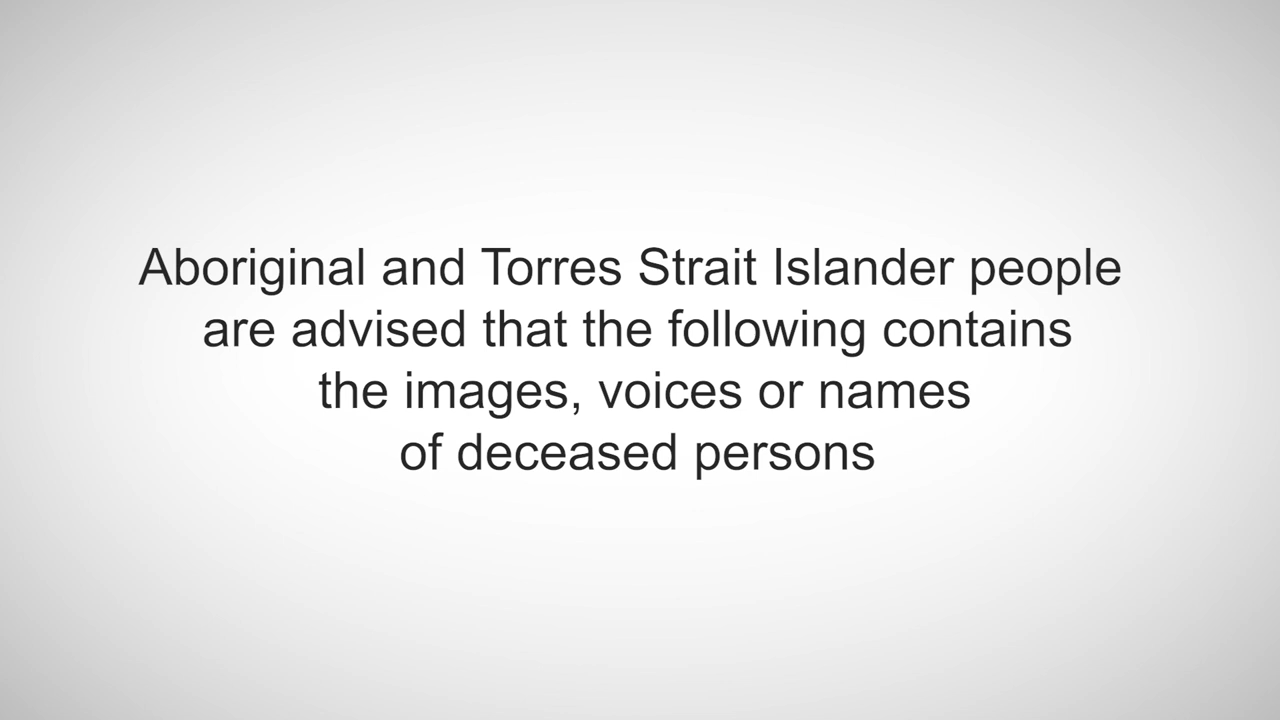 Aboriginal and Torres Strait Islander people
are advised that the following contains
the images, voices or names
of deceased persons